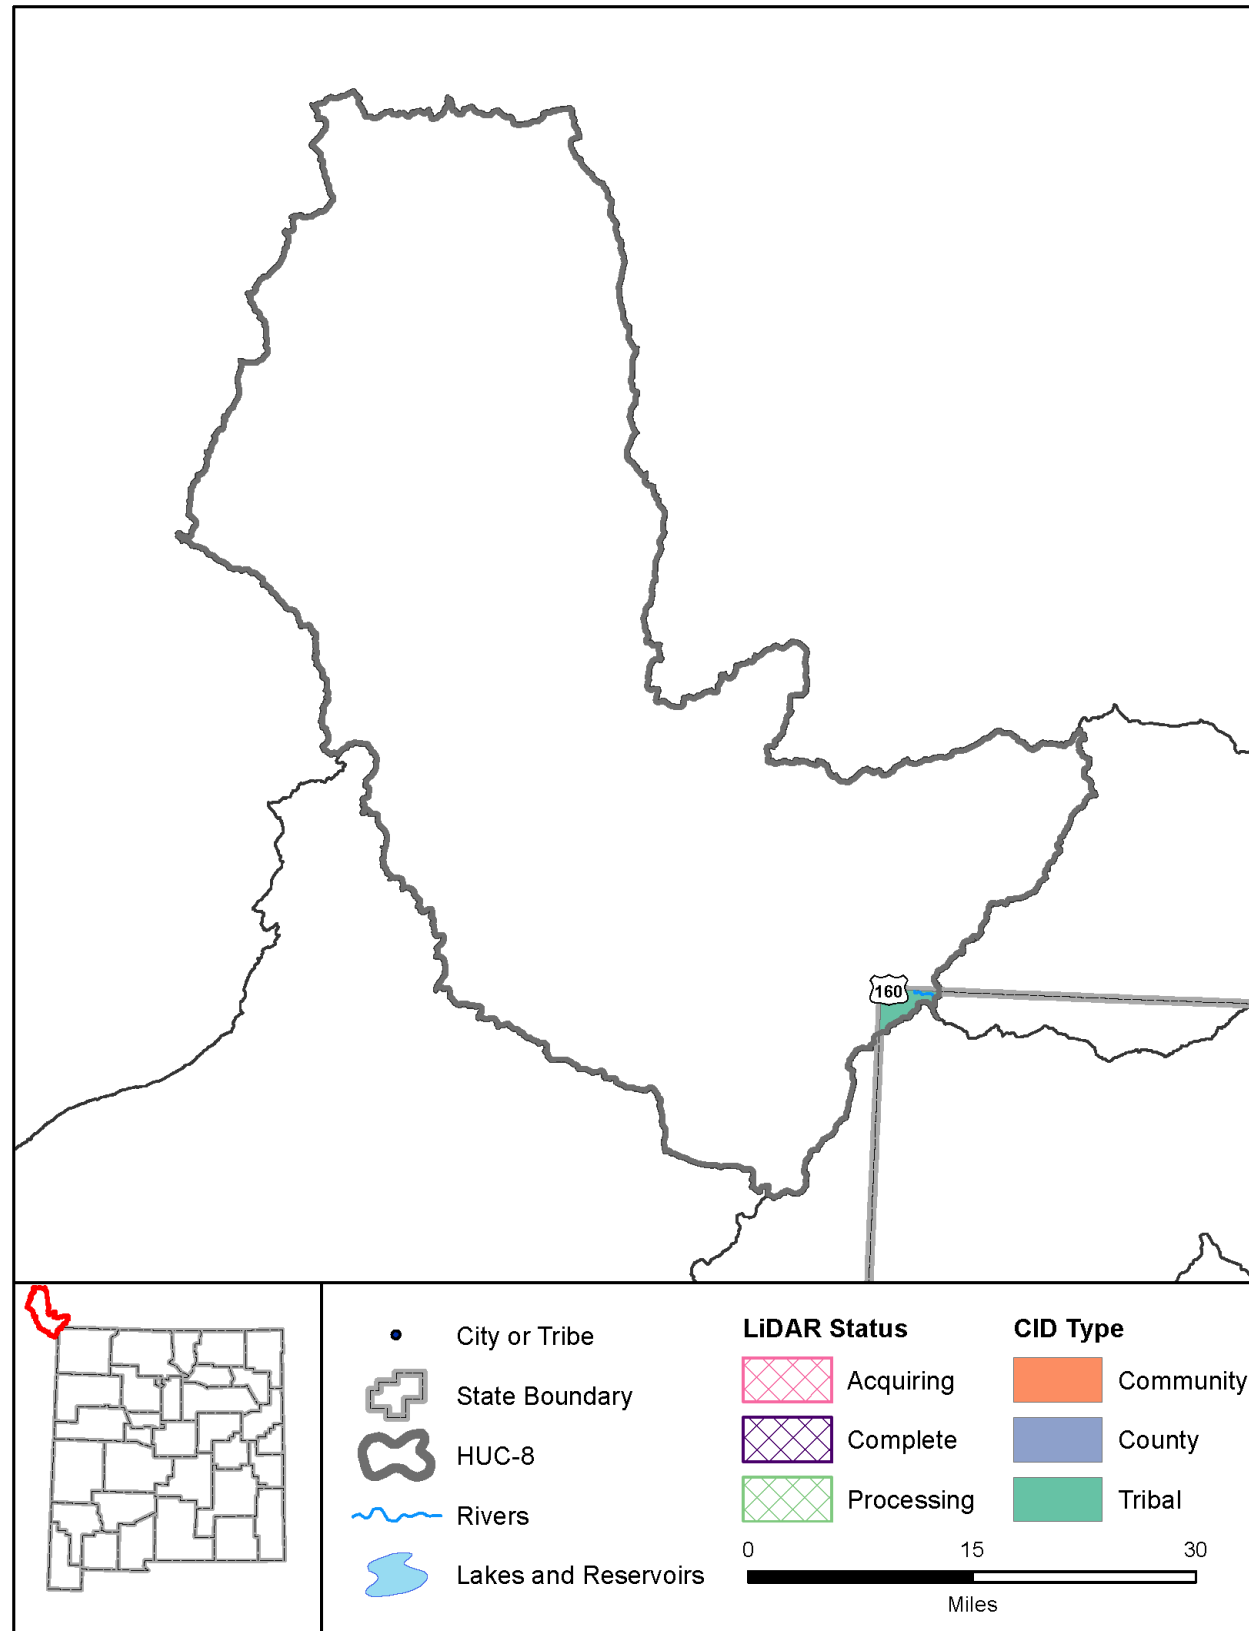 160
City or Tribe
State Boundary
HUC-8
Rivers
Lakes and Reservoirs
LiDAR Status
Acquiring
Complete
Processing
CID Type
Community
County
Tribal
0 15 30
Miles